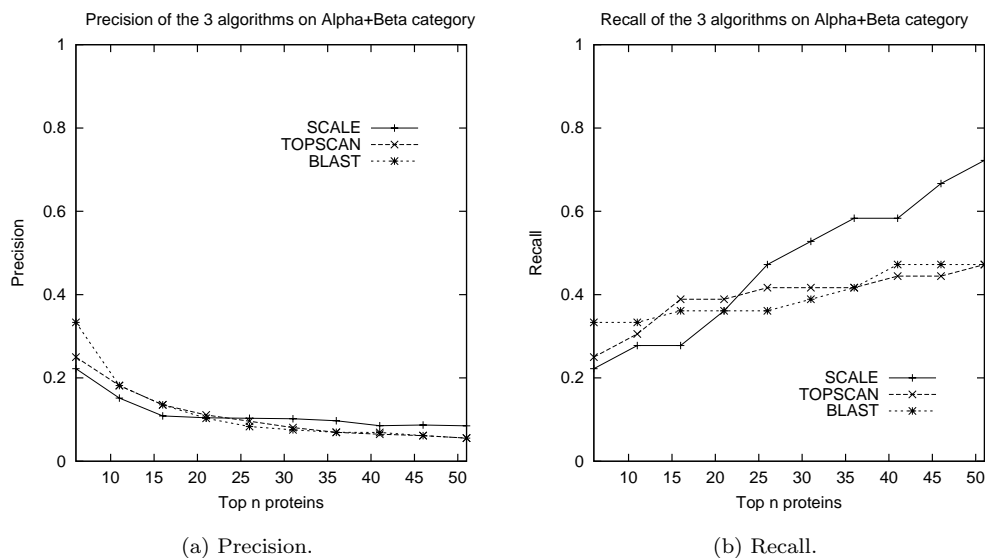 Precision of the 3 algorithms on Alpha+Beta category
1
0.8
0.6
0.4
0.2
0
Precision
SCALE
TOPSCAN
BLAST
10 15 20 25 30 35 40 45 50
Top n proteins
(a) Precision.
Recall of the 3 algorithms on Alpha+Beta category
1
0.8
0.6
0.4
0.2
0
Recall
SCALE
TOPSCAN
BLAST
10 15 20 25 30 35 40 45 50
Top n proteins
(b) Recall.